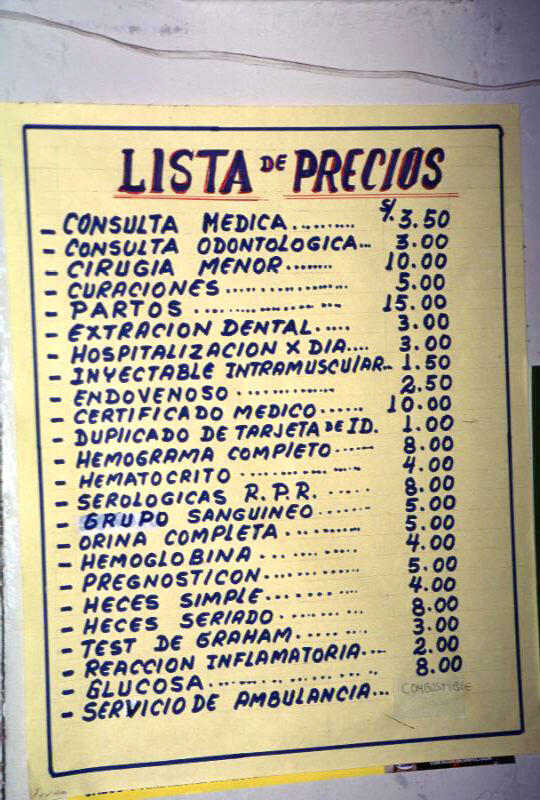 LISTA DE PRECIOS
- CONSULTA MEDICA.......... S/. 3.50
- CONSULTA ODONTOLOGICA... 3.00
- CIRUGIA MENOR........ 10.00
- CURACIONES.................. 5.00
- PARTOS .................... 15.00
- EXTRACION DENTAL..... 3.00
- HOSPITALIZACION X DIA.... 3.00
- INYECTABLE INTRAMUSCULAR.. 1.50
- ENDOVENOSO .............. 2.50
- CERTIFICADO MEDICO...... 10.00
- DUPLICADO DE TARJETA DE ID. 1.00
- HEMOGRAMA COMPLETO...... 8.00
- HEMATOCRITO .............. 4.00
- SEROLOGICAS R.P.R. ..... 8.00
- GRUPO SANGUINEO......... 5.00
- ORINA COMPLETA .......... 5.00
- HEMOGLOBINA ............ 4.00
- PREGNOSTICON............ 5.00
- HECES SIMPLE............ 4.00
- HECES SERIADO .......... 8.00
- TEST DE GRAHAM........ 3.00
- REACCION INFLAMATORIA... 2.00
- GLUCOSA.................. 8.00
- SERVICIO DE AMBULANCIA... COMBUSTIBLE